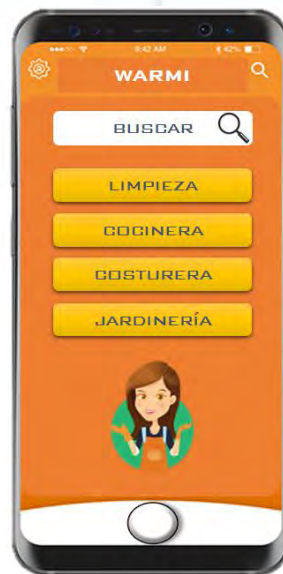 9:42 AM 42%
WARMI
BUSCAR
LIMPIEZA
COCINERA
COSTURERA
JARDINERÍA